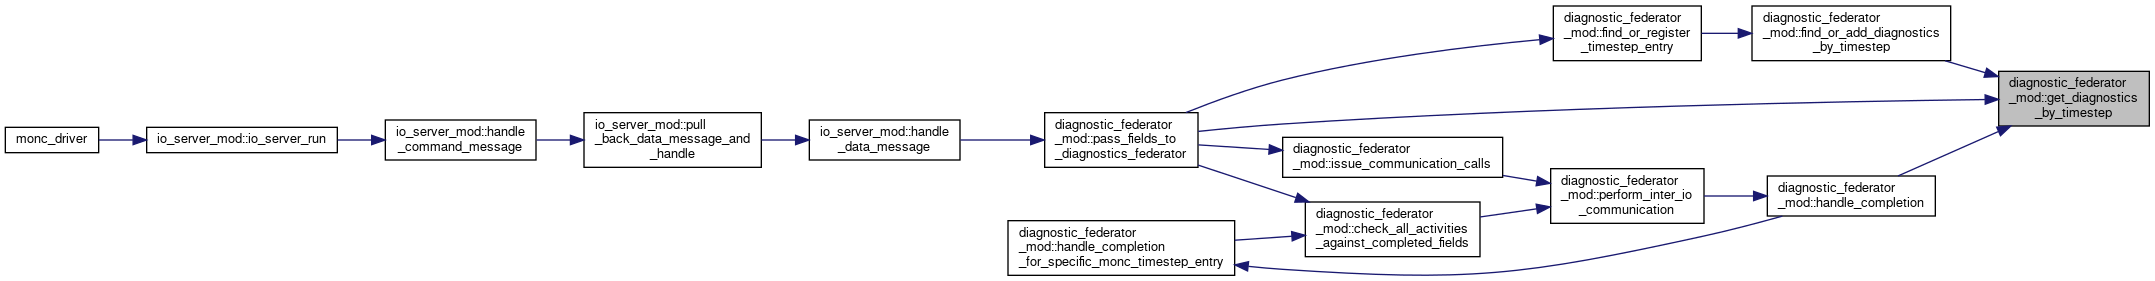 monc_driver
io_server_mod::io_server_run
io_server_mod::handle
_command_message
io_server_mod::pull
_back_data_message_and
_handle
io_server_mod::handle
_data_message
diagnostic_federator
_mod::pass_fields_to
_diagnostics_federator
diagnostic_federator
_mod::handle_completion
_for_specific_monc_timestep_entry
diagnostic_federator
_mod::issue_communication_calls
diagnostic_federator
_mod::check_all_activities
_against_completed_fields
diagnostic_federator
_mod::find_or_register
_timestep_entry
diagnostic_federator
_mod::perform_inter_io
_communication
diagnostic_federator
_mod::find_or_add_diagnostics
_by_timestep
diagnostic_federator
_mod::handle_completion
diagnostic_federator
_mod::get_diagnostics
_by_timestep